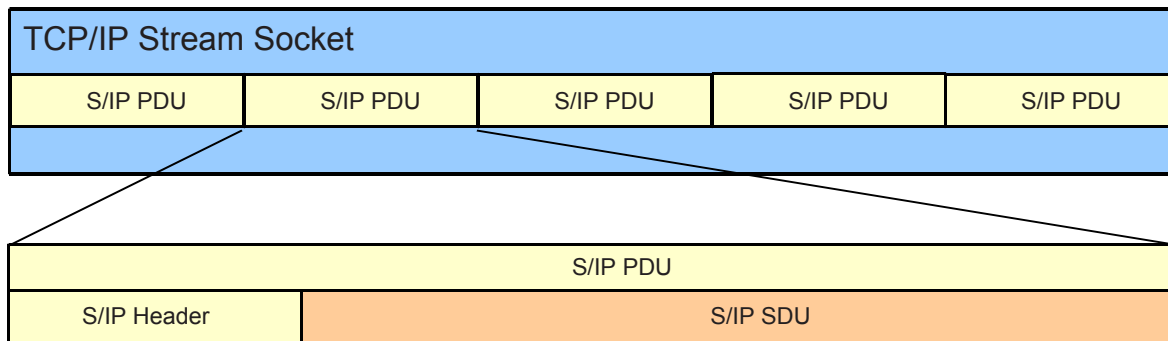 TCP/IP Stream Socket
S/IP PDU S/IP PDU S/IP PDU S/IP PDU S/IP PDU
S/IP PDU
S/IP Header S/IP SDU